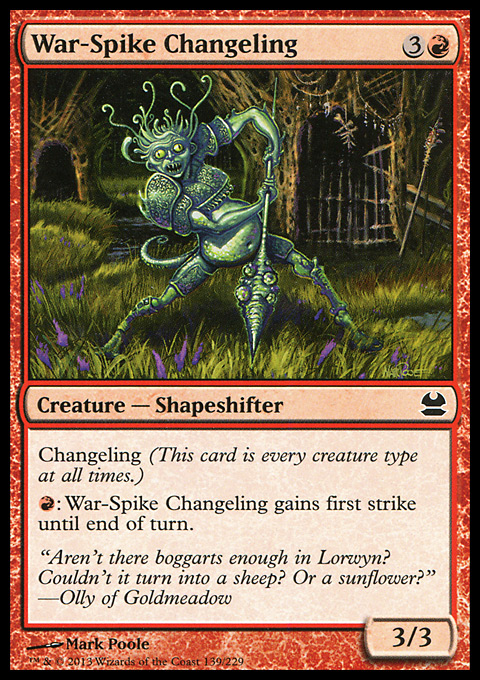 War-Spike Changeling 3
Creature — Shapeshifter
Changeling (This card is every creature type
at all times.)
: War-Spike Changeling gains first strike
until end of turn.
“Aren’t there boggarts enough in Lorwyn?
Couldn’t it turn into a sheep? Or a sunflower?”
—Olly of Goldmeadow
3/3
Mark Poole
™ & © 2013 Wizards of the Coast 139/229